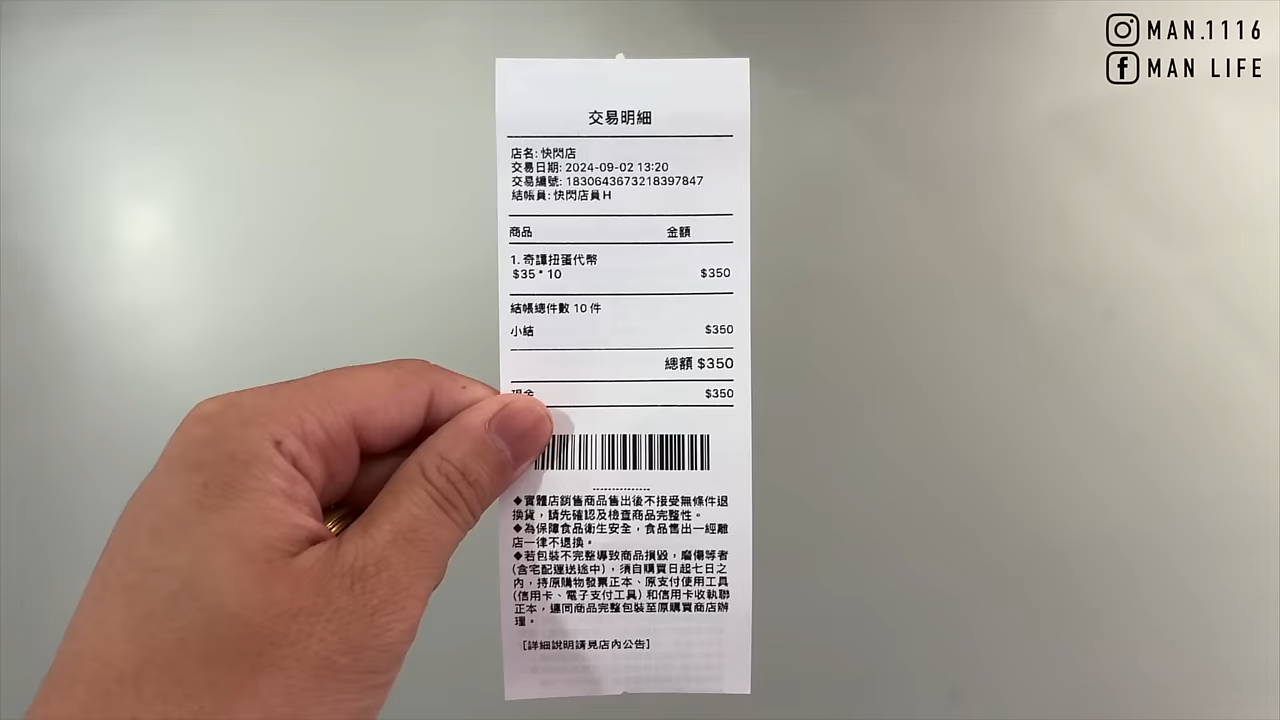 MAN.1116
MAN LIFE
交易明細
店名: 快閃店
交易日期: 2024-09-02 13:20
交易編號: 1830643673218397847
結帳員: 快閃店員H
商品 金額
1. 奇譚扭蛋代幣
$35 * 10 $350
結帳總件數 10 件
小結 $350
總額 $350
現金 $350
◆實體店銷售商品售出後不接受無條件退
換貨，請先確認及檢查商品完整性。
◆為保障食品衛生安全，食品售出一經離
店一律不退換。
◆若包裝不完整導致商品損毀，磨傷等者
(含宅配運送途中)，須自購買日起七日之
內，持原購物發票正本、原支付使用工具
(信用卡、電子支付工具) 和信用卡收執聯
正本，連同商品完整包裝至原購買商店辦
理。
[詳細說明請見店內公告]